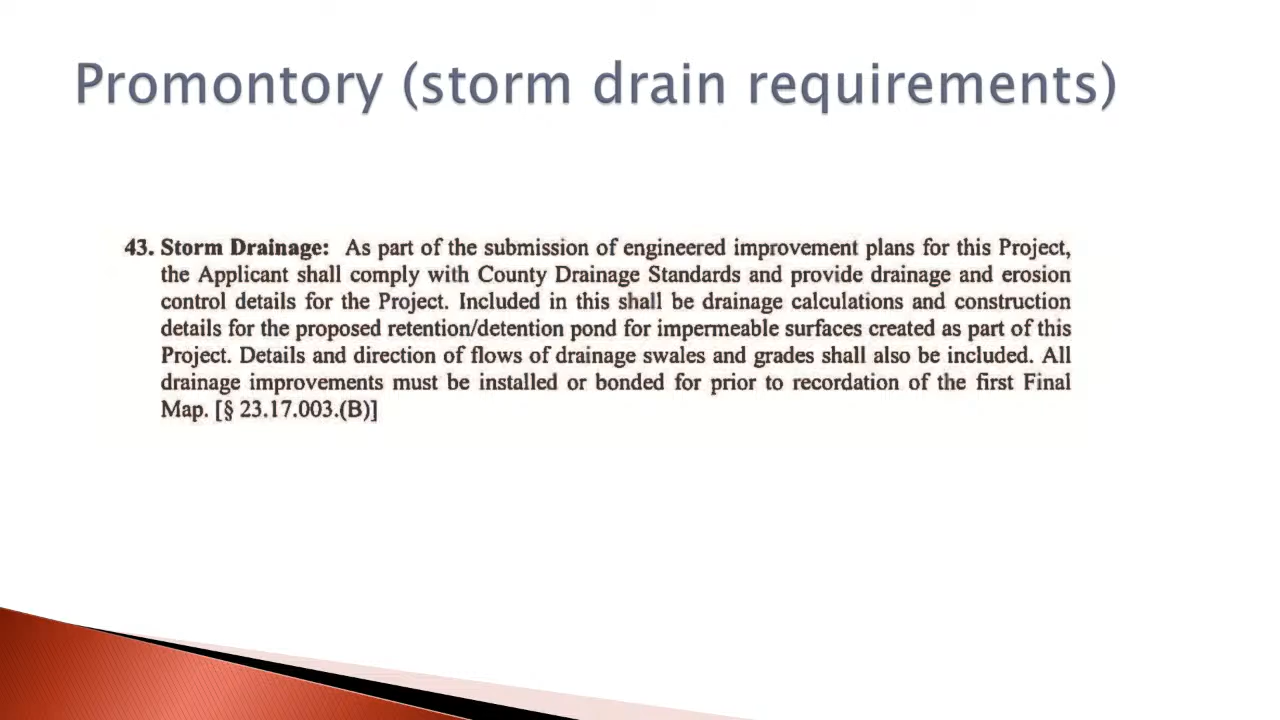 Promontory (storm drain requirements)
43. Storm Drainage: As part of the submission of engineered improvement plans for this Project,
the Applicant shall comply with County Drainage Standards and provide drainage and erosion
control details for the Project. Included in this shall be drainage calculations and construction
details for the proposed retention/detention pond for impermeable surfaces created as part of this
Project. Details and direction of flows of drainage swales and grades shall also be included. All
drainage improvements must be installed or bonded for prior to recordation of the first Final
Map. [§ 23.17.003.(B)]